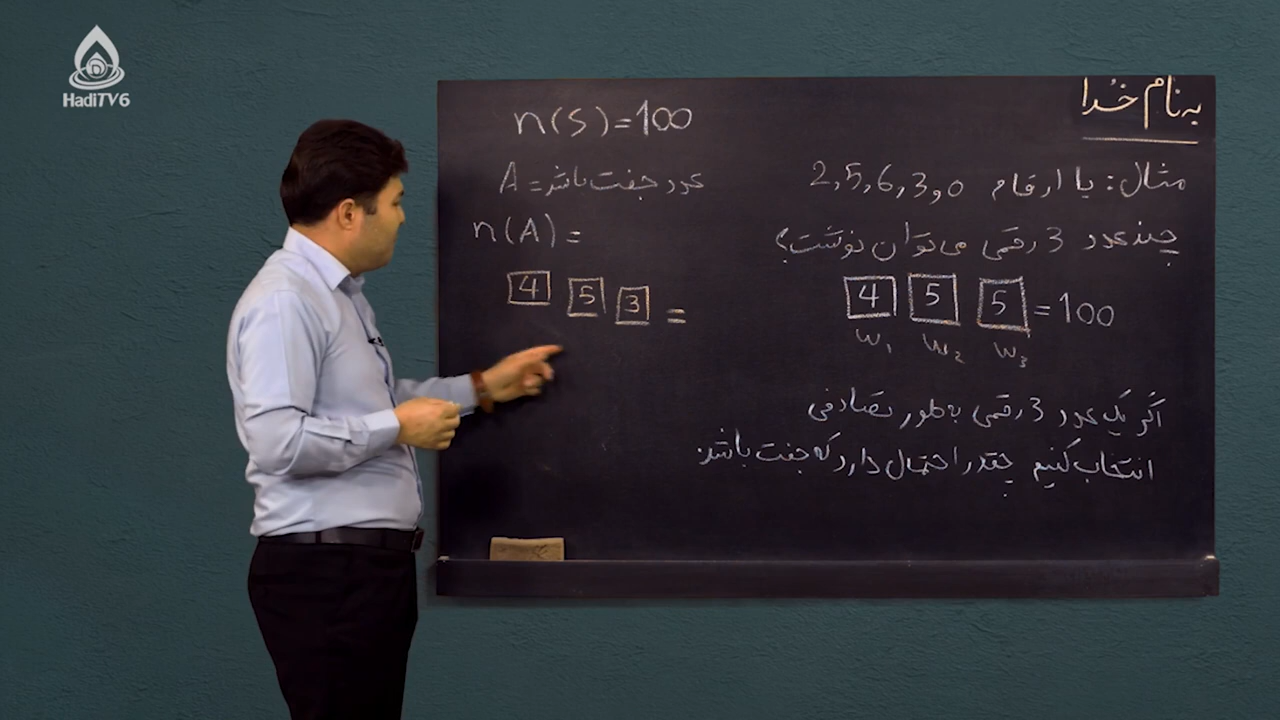 HadiTV6
به نام خدا
مثال: با ارقام 2,5,6,3,0
چند عدد 3 رقمی می توان نوشت؟
4 5 5 =100
W1 W2 W3
اگر یک عدد 3 رقمی به طور تصادفی
انتخاب کنیم چقدر احتمال دارد که جفت باشد.
n(S)=100
A = عدد جفت باشد
n(A) =
4 5 3 =